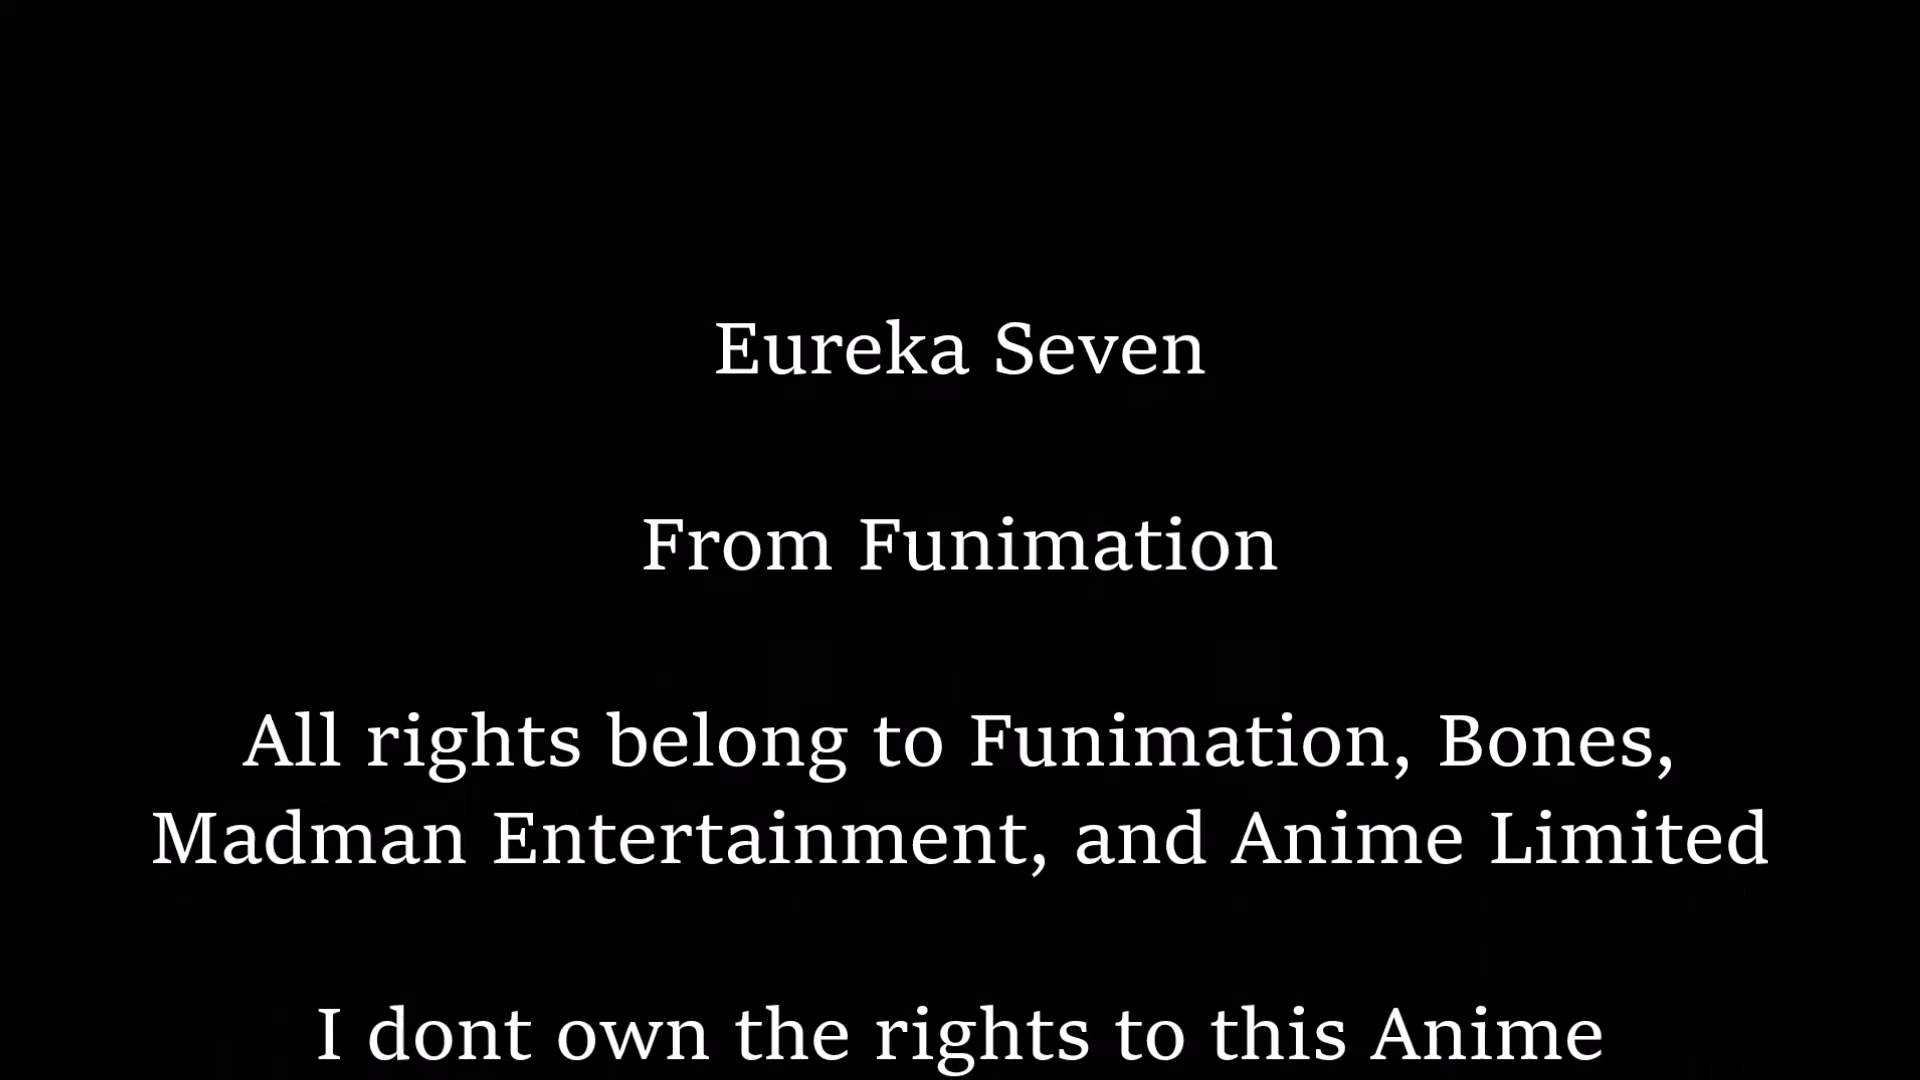 Eureka Seven
From Funimation
All rights belong to Funimation, Bones,
Madman Entertainment, and Anime Limited
I dont own the rights to this Anime